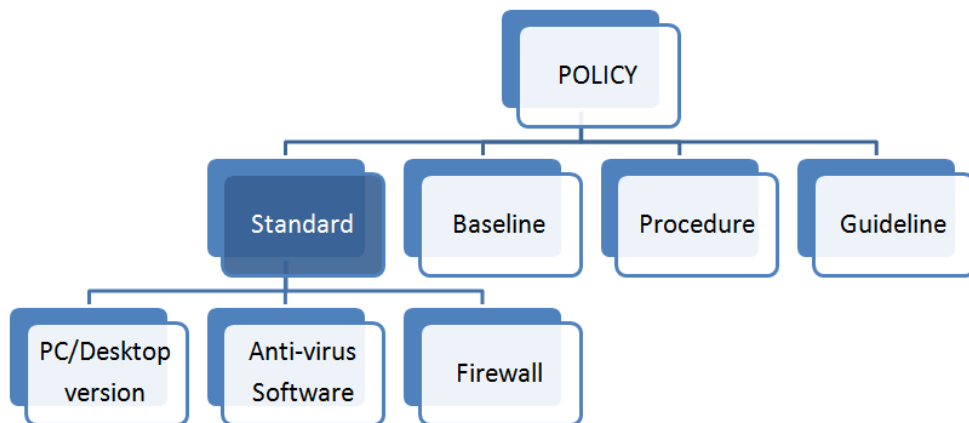 POLICY
Standard
Baseline
Procedure
Guideline
PC/Desktop
version
Anti-virus
Software
Firewall